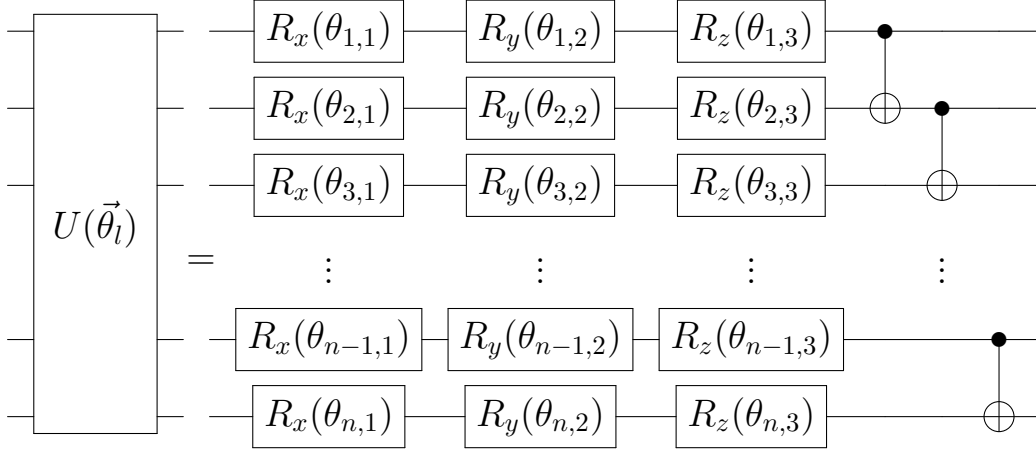 R_x(θ_{1,1}) R_y(θ_{1,2}) R_z(θ_{1,3})
R_x(θ_{2,1}) R_y(θ_{2,2}) R_z(θ_{2,3})
R_x(θ_{3,1}) R_y(θ_{3,2}) R_z(θ_{3,3})
U(\vec{θ}_l) = ⋮ ⋮ ⋮ ⋮
R_x(θ_{n−1,1}) R_y(θ_{n−1,2}) R_z(θ_{n−1,3})
R_x(θ_{n,1}) R_y(θ_{n,2}) R_z(θ_{n,3})